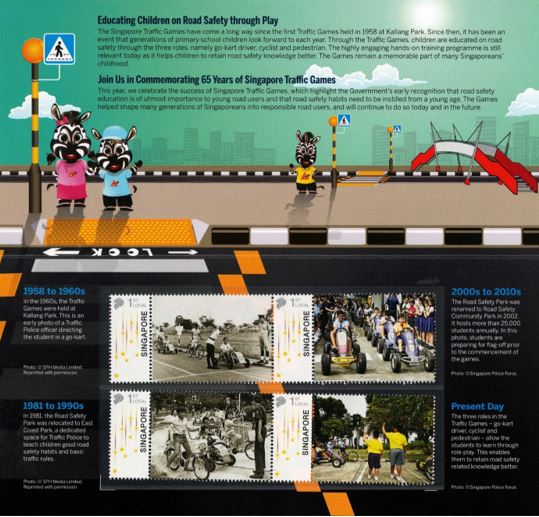 Educating Children on Road Safety through Play
The Singapore Traffic Games have come a long way since the first Traffic Games held in 1958 at Kallang Park. Since then, it has been an
event that generations of primary school children look forward to each year. Through the Traffic Games, children are educated on road
safety through the three roles, namely go-kart driver, cyclist and pedestrian. The highly engaging hands-on training programme is still
relevant today as it helps children to retain road safety knowledge better. The Games remain a memorable part of many Singaporeans'
childhood.
Join Us in Commemorating 65 Years of Singapore Traffic Games
This year, we celebrate the success of Singapore Traffic Games, which highlight the Government's early recognition that road safety
education is of utmost importance to young road users and that road safety habits need to be instilled from a young age. The Games
helped shape many generations of Singaporeans into responsible road users, and will continue to do so today and in the future.
LOOK
1958 to 1960s
In the 1960s, the Traffic
Games were held at
Kallang Park. This is an
early photo of a Traffic
Police officer directing
the student in a go-kart.
Photo: © SPH Media Limited.
Reprinted with permission
1ST
LOCAL
SINGAPORE
1ST
LOCAL
SINGAPORE
2000s to 2010s
The Road Safety Park was
renamed to Road Safety
Community Park in 2002.
It hosts more than 25,000
students annually. In this
photo, students are
preparing for flag-off prior
to the commencement of
the games.
Photo: © Singapore Police Force.
1981 to 1990s
In 1981, the Road Safety
Park was relocated to East
Coast Park, a dedicated
space for Traffic Police to
teach children good road
safety habits and basic
traffic rules.
Photo: © SPH Media Limited.
Reprinted with permission
1ST
LOCAL
SINGAPORE
1ST
LOCAL
SINGAPORE
Present Day
The three roles in the
Traffic Games – go-kart
driver, cyclist and
pedestrian – allow the
students to learn through
role-play. This enables
them to retain road safety
related knowledge better.
Photo: © Singapore Police Force.